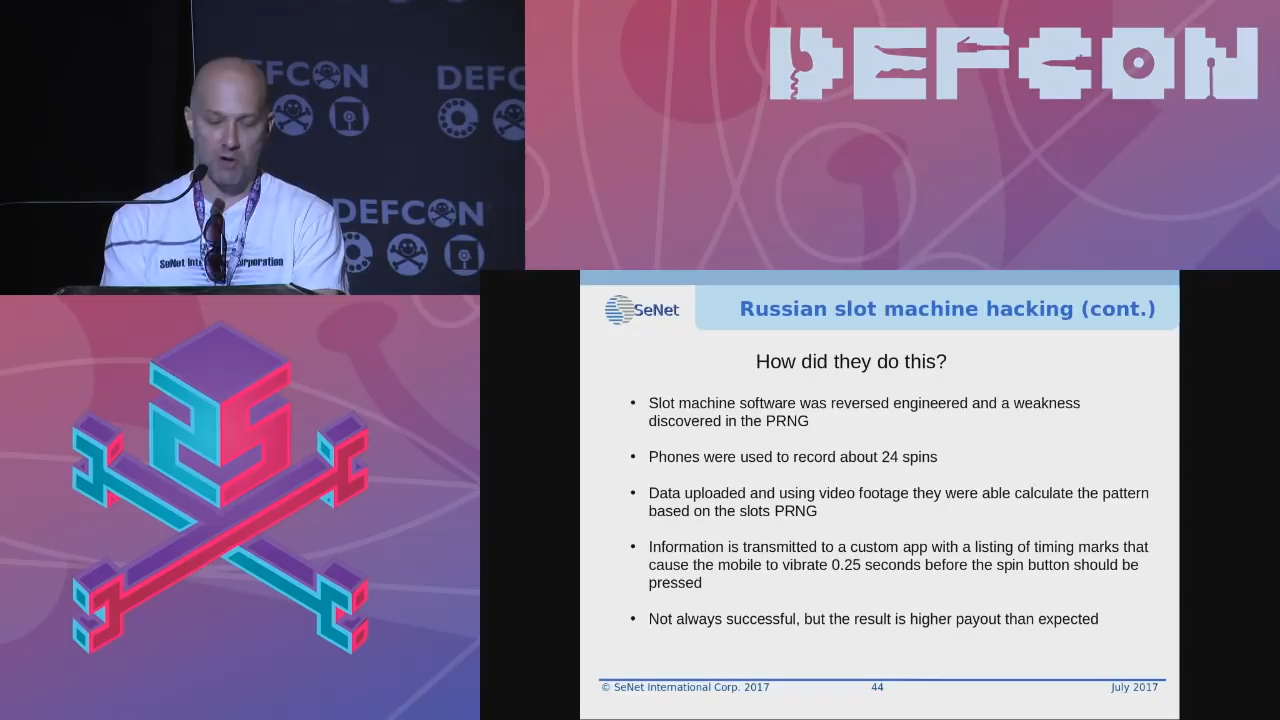 DEFCON
FCON
DEFC
DEFCON
SeNet Inte    orporation
25
SeNet
Russian slot machine hacking (cont.)
How did they do this?
• Slot machine software was reversed engineered and a weakness
discovered in the PRNG
• Phones were used to record about 24 spins
• Data uploaded and using video footage they were able calculate the pattern
based on the slots PRNG
• Information is transmitted to a custom app with a listing of timing marks that
cause the mobile to vibrate 0.25 seconds before the spin button should be
pressed
• Not always successful, but the result is higher payout than expected
© SeNet International Corp. 2017
44
July 2017